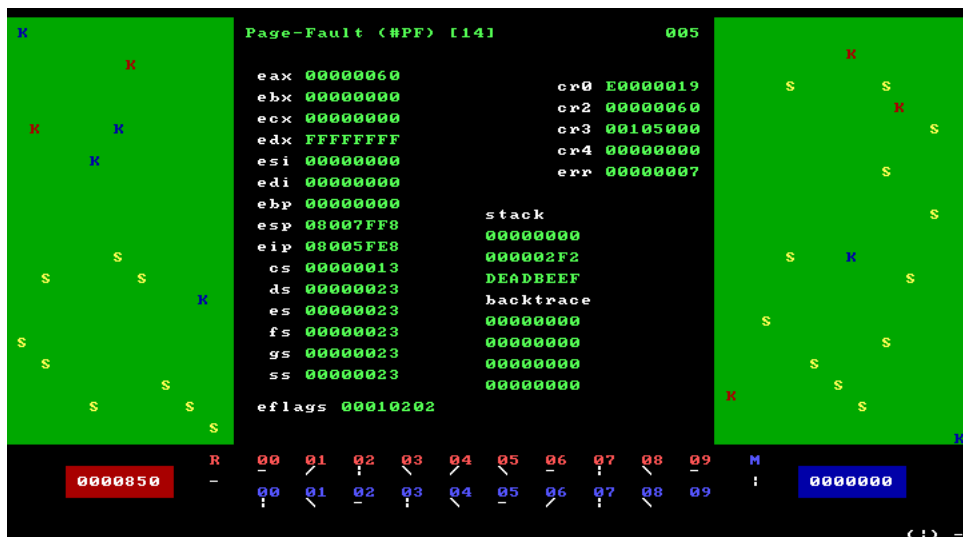 K
Page-Fault (#PF) [14] 005
K K
eax 00000060
S S
cr0 E0000019
ebx 00000000
K
cr2 00000060
ecx 00000000
K K S
cr3 00105000
edx FFFFFFFF
cr4 00000000
K
esi 00000000
S
err 00000007
edi 00000000
ebp 00000000
stack S
esp 08007FF8
00000000
eip 08005FE8
S 000002F2 S K
cs 00000013
S S DEADBEEF S
ds 00000023
K backtrace
es 00000023
00000000 S
fs 00000023
S 00000000 S
gs 00000023
S 00000000 S
ss 00000023
S 00000000 S
K
S S eflags 00010202 S
S
K
R 00 01 02 03 04 05 06 07 08 09 M
0000850 - - / ¦ \ / \ - ¦ \ - ¦ 0000000
00 01 02 03 04 05 06 07 08 09
¦ \ - ¦ \ - / ¦ \
(¦) -